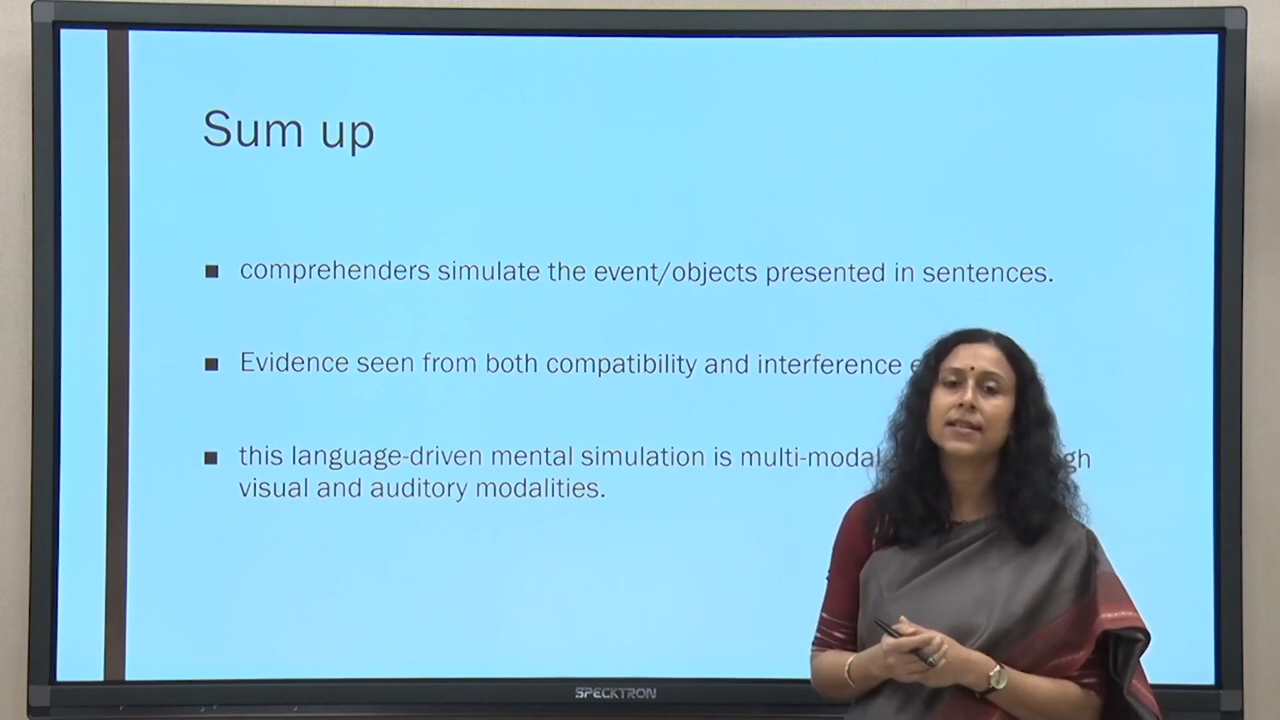 Sum up
■ comprehenders simulate the event/objects presented in sentences.
■ Evidence seen from both compatibility and interference
■ this language-driven mental simulation is multi-modal
visual and auditory modalities.
SPECKTRON